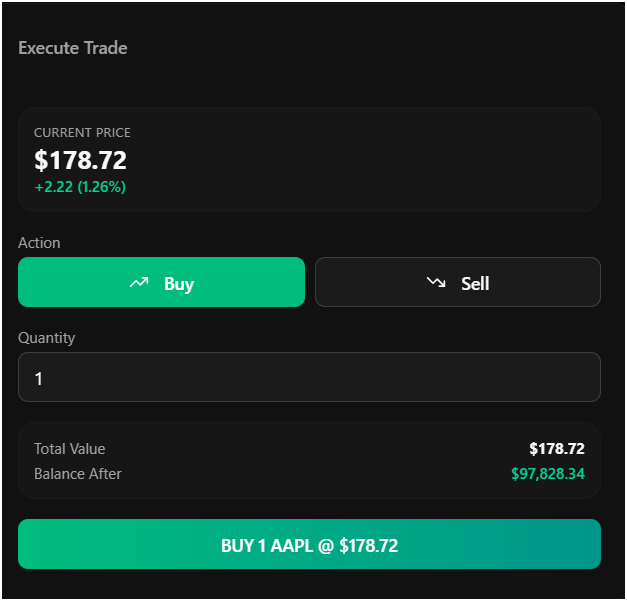 Execute Trade
CURRENT PRICE
$178.72
+2.22 (1.26%)
Action
Buy
Sell
Quantity
1
Total Value $178.72
Balance After $97,828.34
BUY 1 AAPL @ $178.72